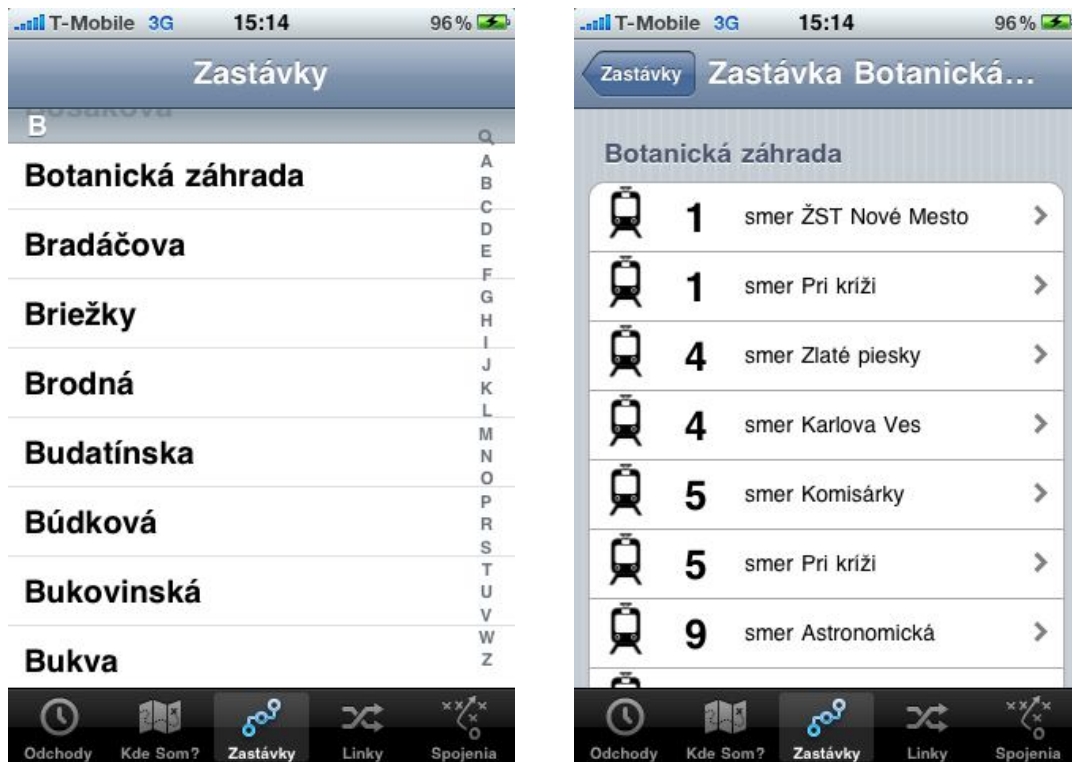 T-Mobile 3G 15:14 96 %
Zastávky
Bosákova
B
Botanická záhrada
Bradáčova
Briežky
Brodná
Budatínska
Búdková
Bukovinská
Bukva
A
B
C
D
E
F
G
H
I
J
K
L
M
N
O
P
R
S
T
U
V
W
Z
Odchody Kde Som? Zastávky Linky Spojenia
T-Mobile 3G 15:14 96 %
Zastávky Zastávka Botanická...
Botanická záhrada
1 smer ŽST Nové Mesto
1 smer Pri kríži
4 smer Zlaté piesky
4 smer Karlova Ves
5 smer Komisárky
5 smer Pri kríži
9 smer Astronomická
Odchody Kde Som? Zastávky Linky Spojenia